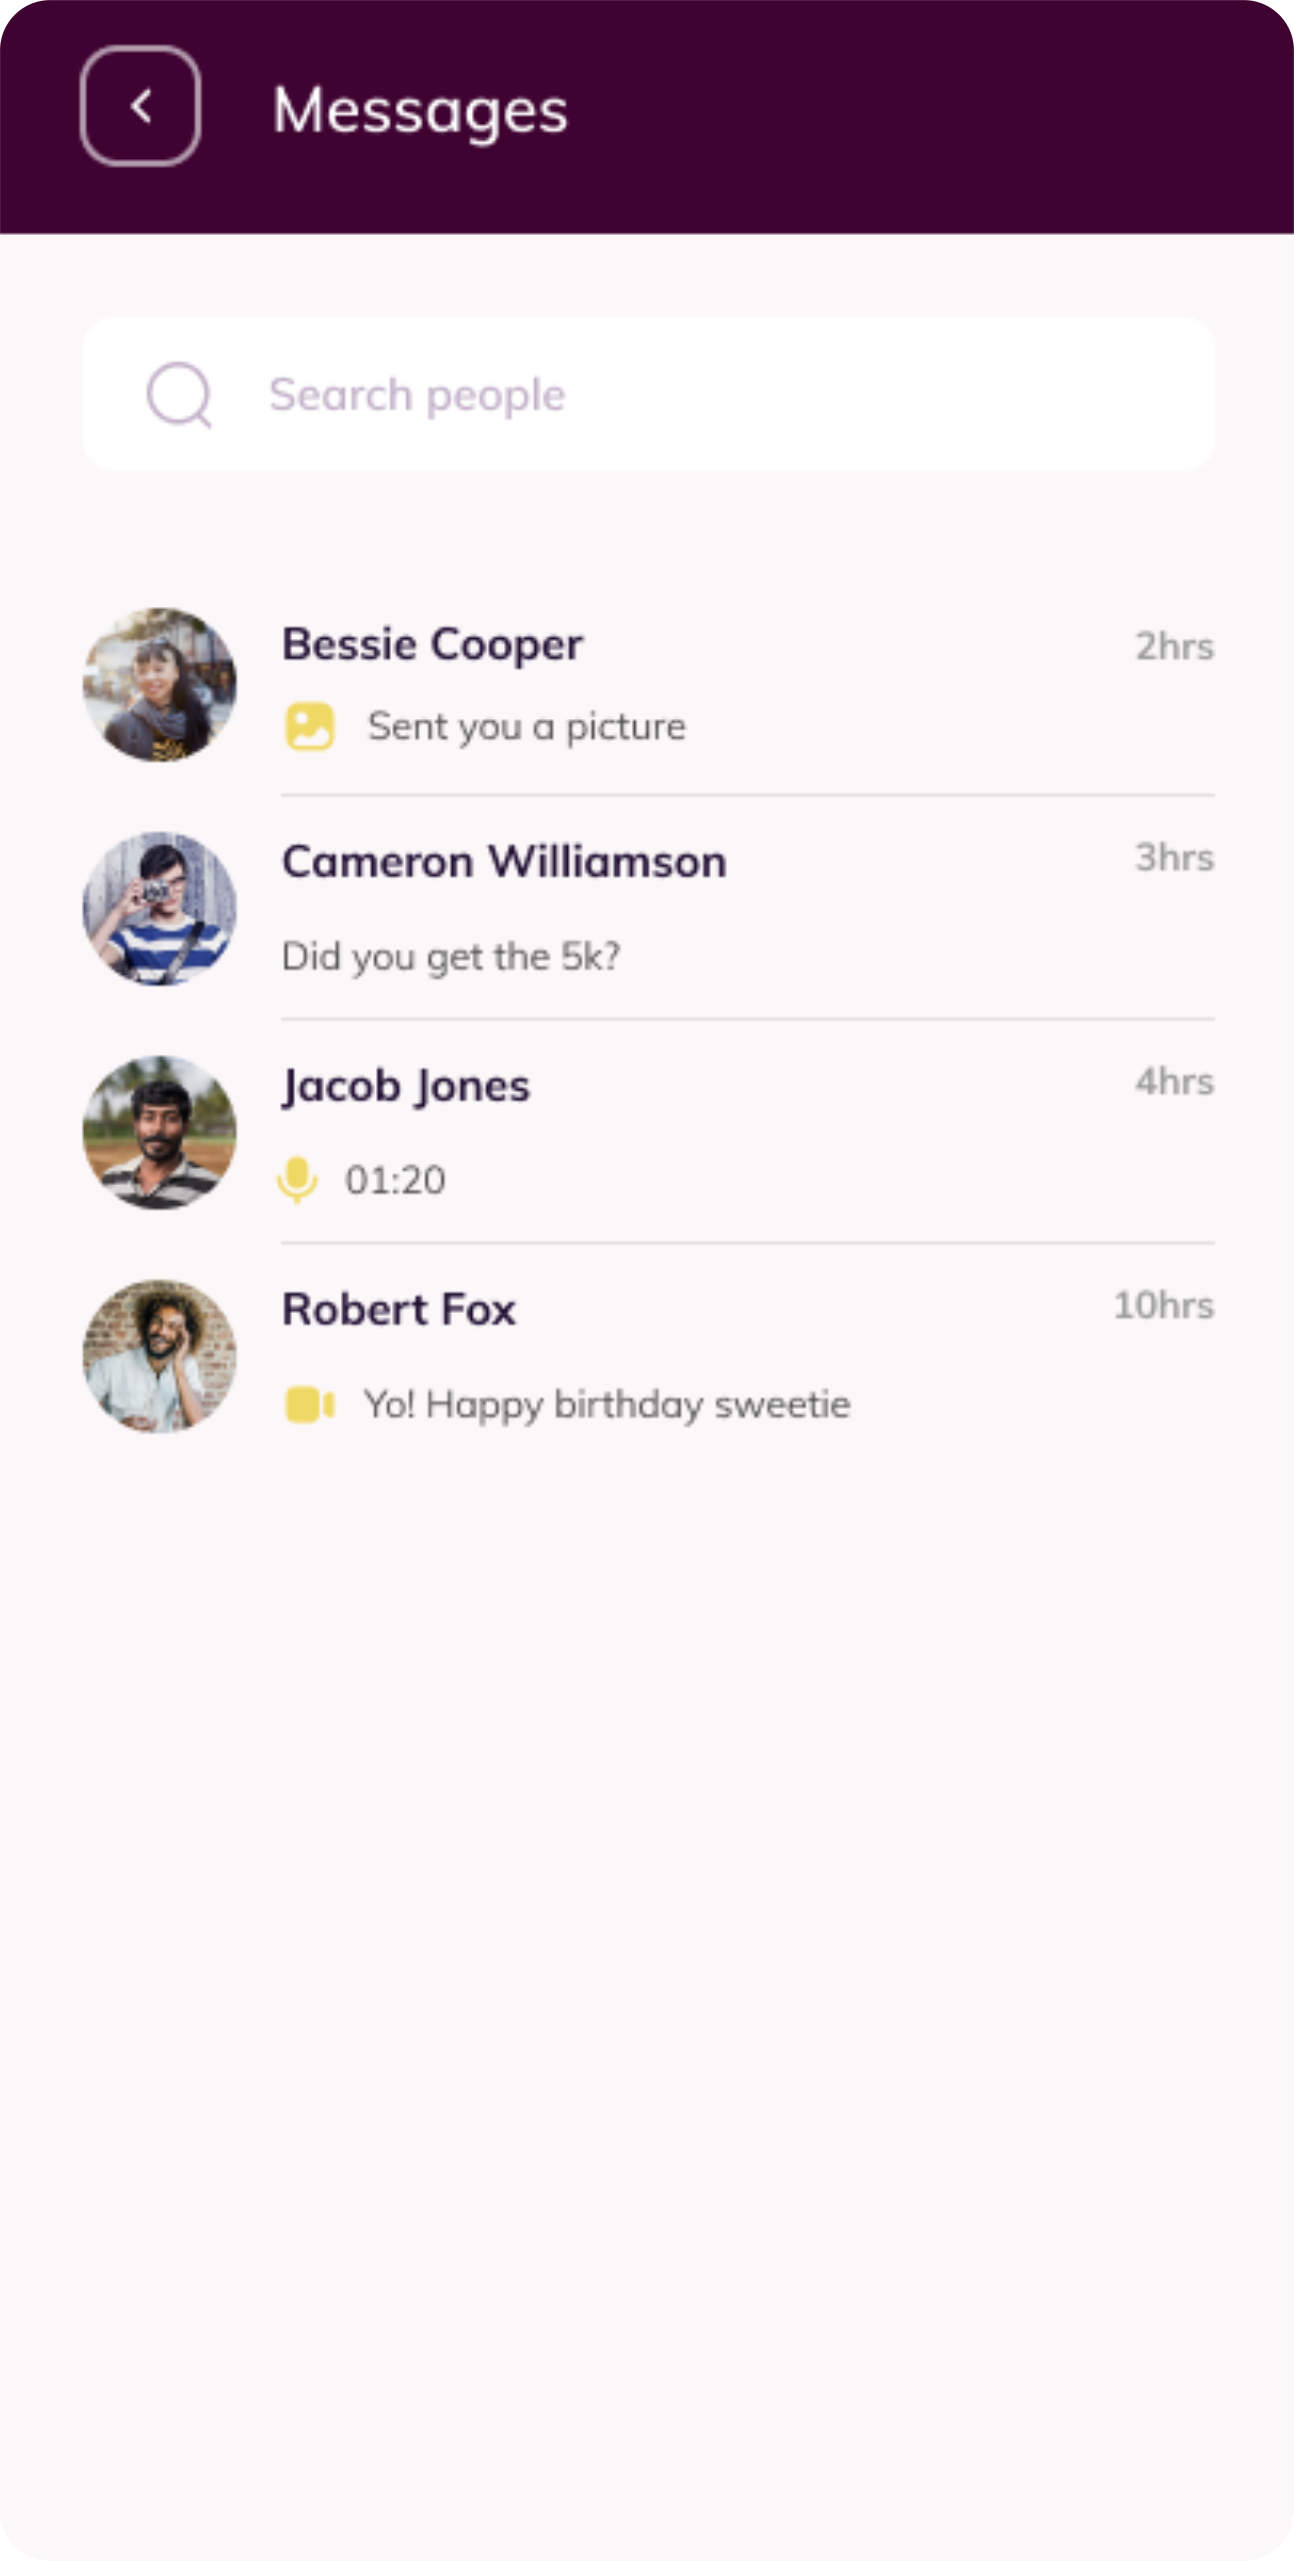 Messages
Search people
Bessie Cooper 2hrs
Sent you a picture
Cameron Williamson 3hrs
Did you get the 5k?
Jacob Jones 4hrs
01:20
Robert Fox 10hrs
Yo! Happy birthday sweetie